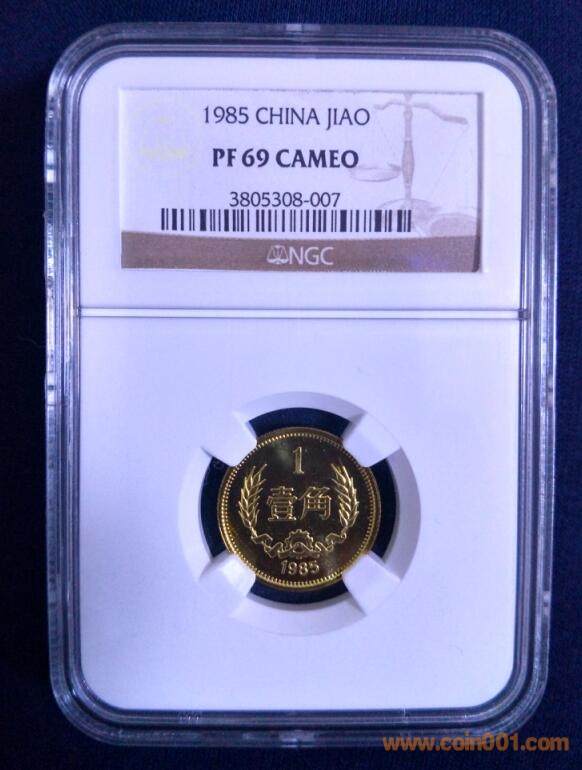 1985 CHINA JIAO
PF 69 CAMEO
3805308-007
NGC
1
壹角
1985
www.coin001.com